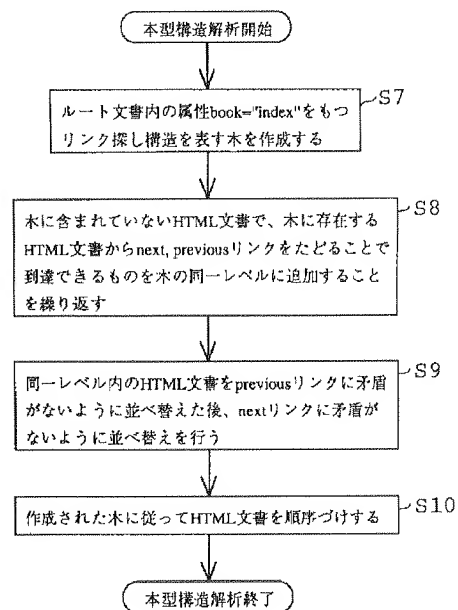 本型構造解析開始
S7
ルート文書内の属性book="index"をもつ
リンク探し構造を表す木を作成する
S8
木に含まれていないHTML文書で、木に存在する
HTML文書からnext, previousリンクをたどることで
到達できるものを木の同一レベルに追加すること
を繰り返す
S9
同一レベル内のHTML文書をpreviousリンクに矛盾
がないように並べ替えた後、nextリンクに矛盾が
ないように並べ替えを行う
S10
作成された木に従ってHTML文書を順序づけする
本型構造解析終了